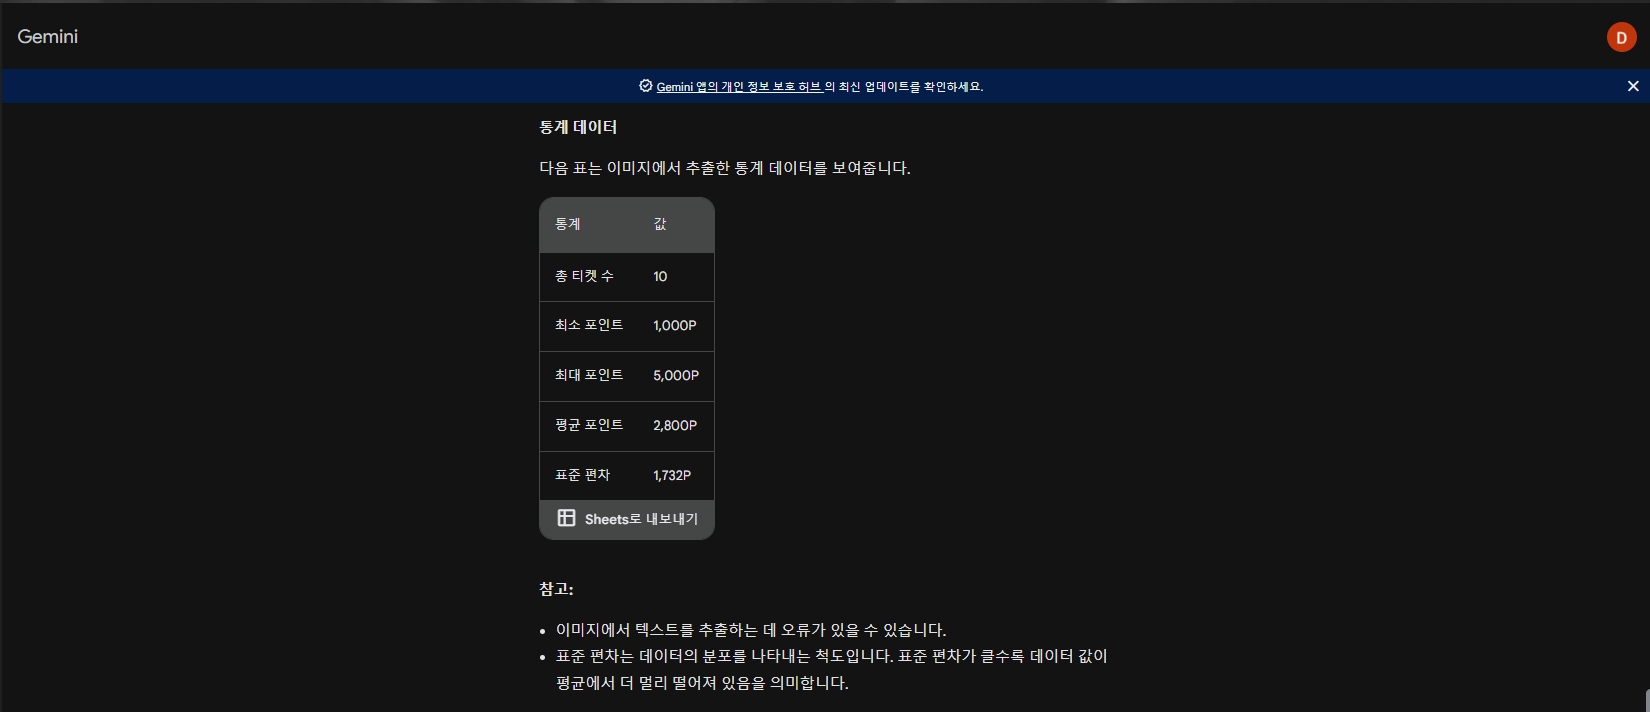 Gemini
D
Gemini 앱의 개인 정보 보호 허브 의 최신 업데이트를 확인하세요.
통계 데이터
다음 표는 이미지에서 추출한 통계 데이터를 보여줍니다.
통계 값
총 티켓 수 10
최소 포인트 1,000P
최대 포인트 5,000P
평균 포인트 2,800P
표준 편차 1,732P
Sheets로 내보내기
참고:
• 이미지에서 텍스트를 추출하는 데 오류가 있을 수 있습니다.
• 표준 편차는 데이터의 분포를 나타내는 척도입니다. 표준 편차가 클수록 데이터 값이
평균에서 더 멀리 떨어져 있음을 의미합니다.